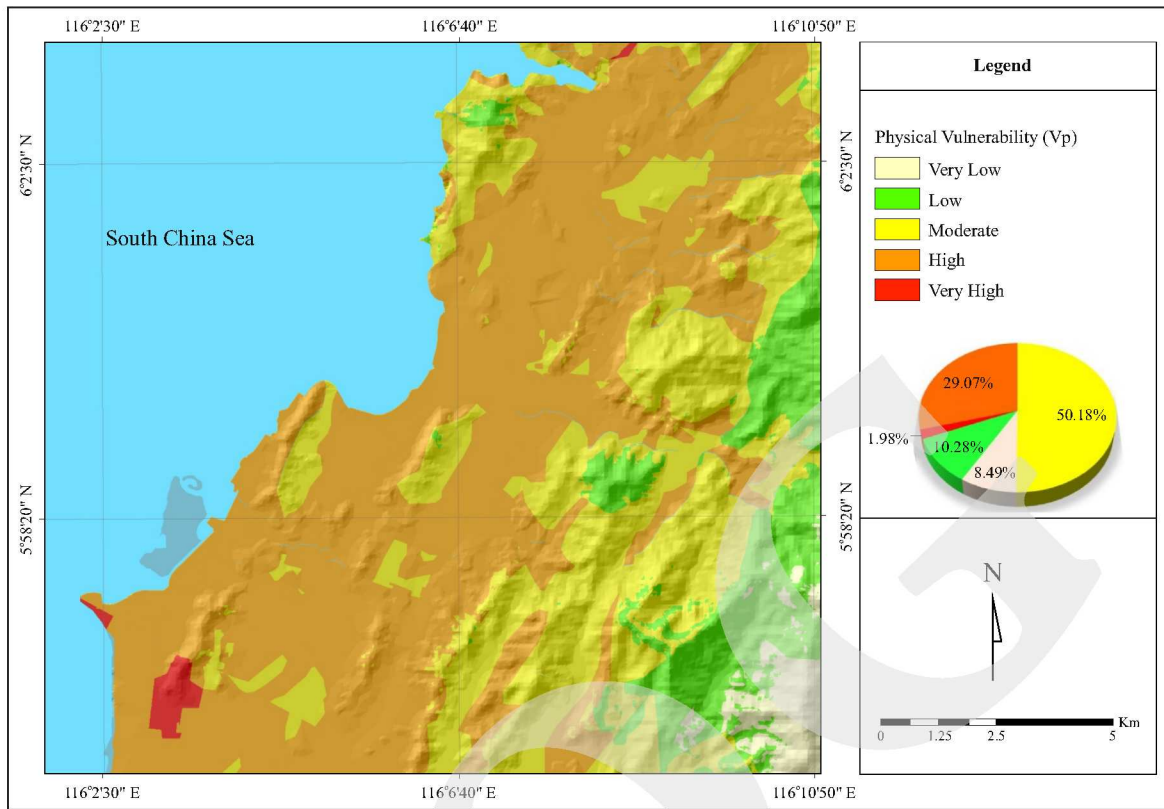 116°2'30" E
116°6'40" E
116°10'50" E
6°2'30" N
6°2'30" N
South China Sea
5°58'20" N
5°58'20" N
116°2'30" E
116°6'40" E
116°10'50" E
Legend
Physical Vulnerability (Vp)
Very Low
Low
Moderate
High
Very High
29.07%
50.18%
1.98%
10.28%
8.49%
N
Km
0
1.25
2.5
5